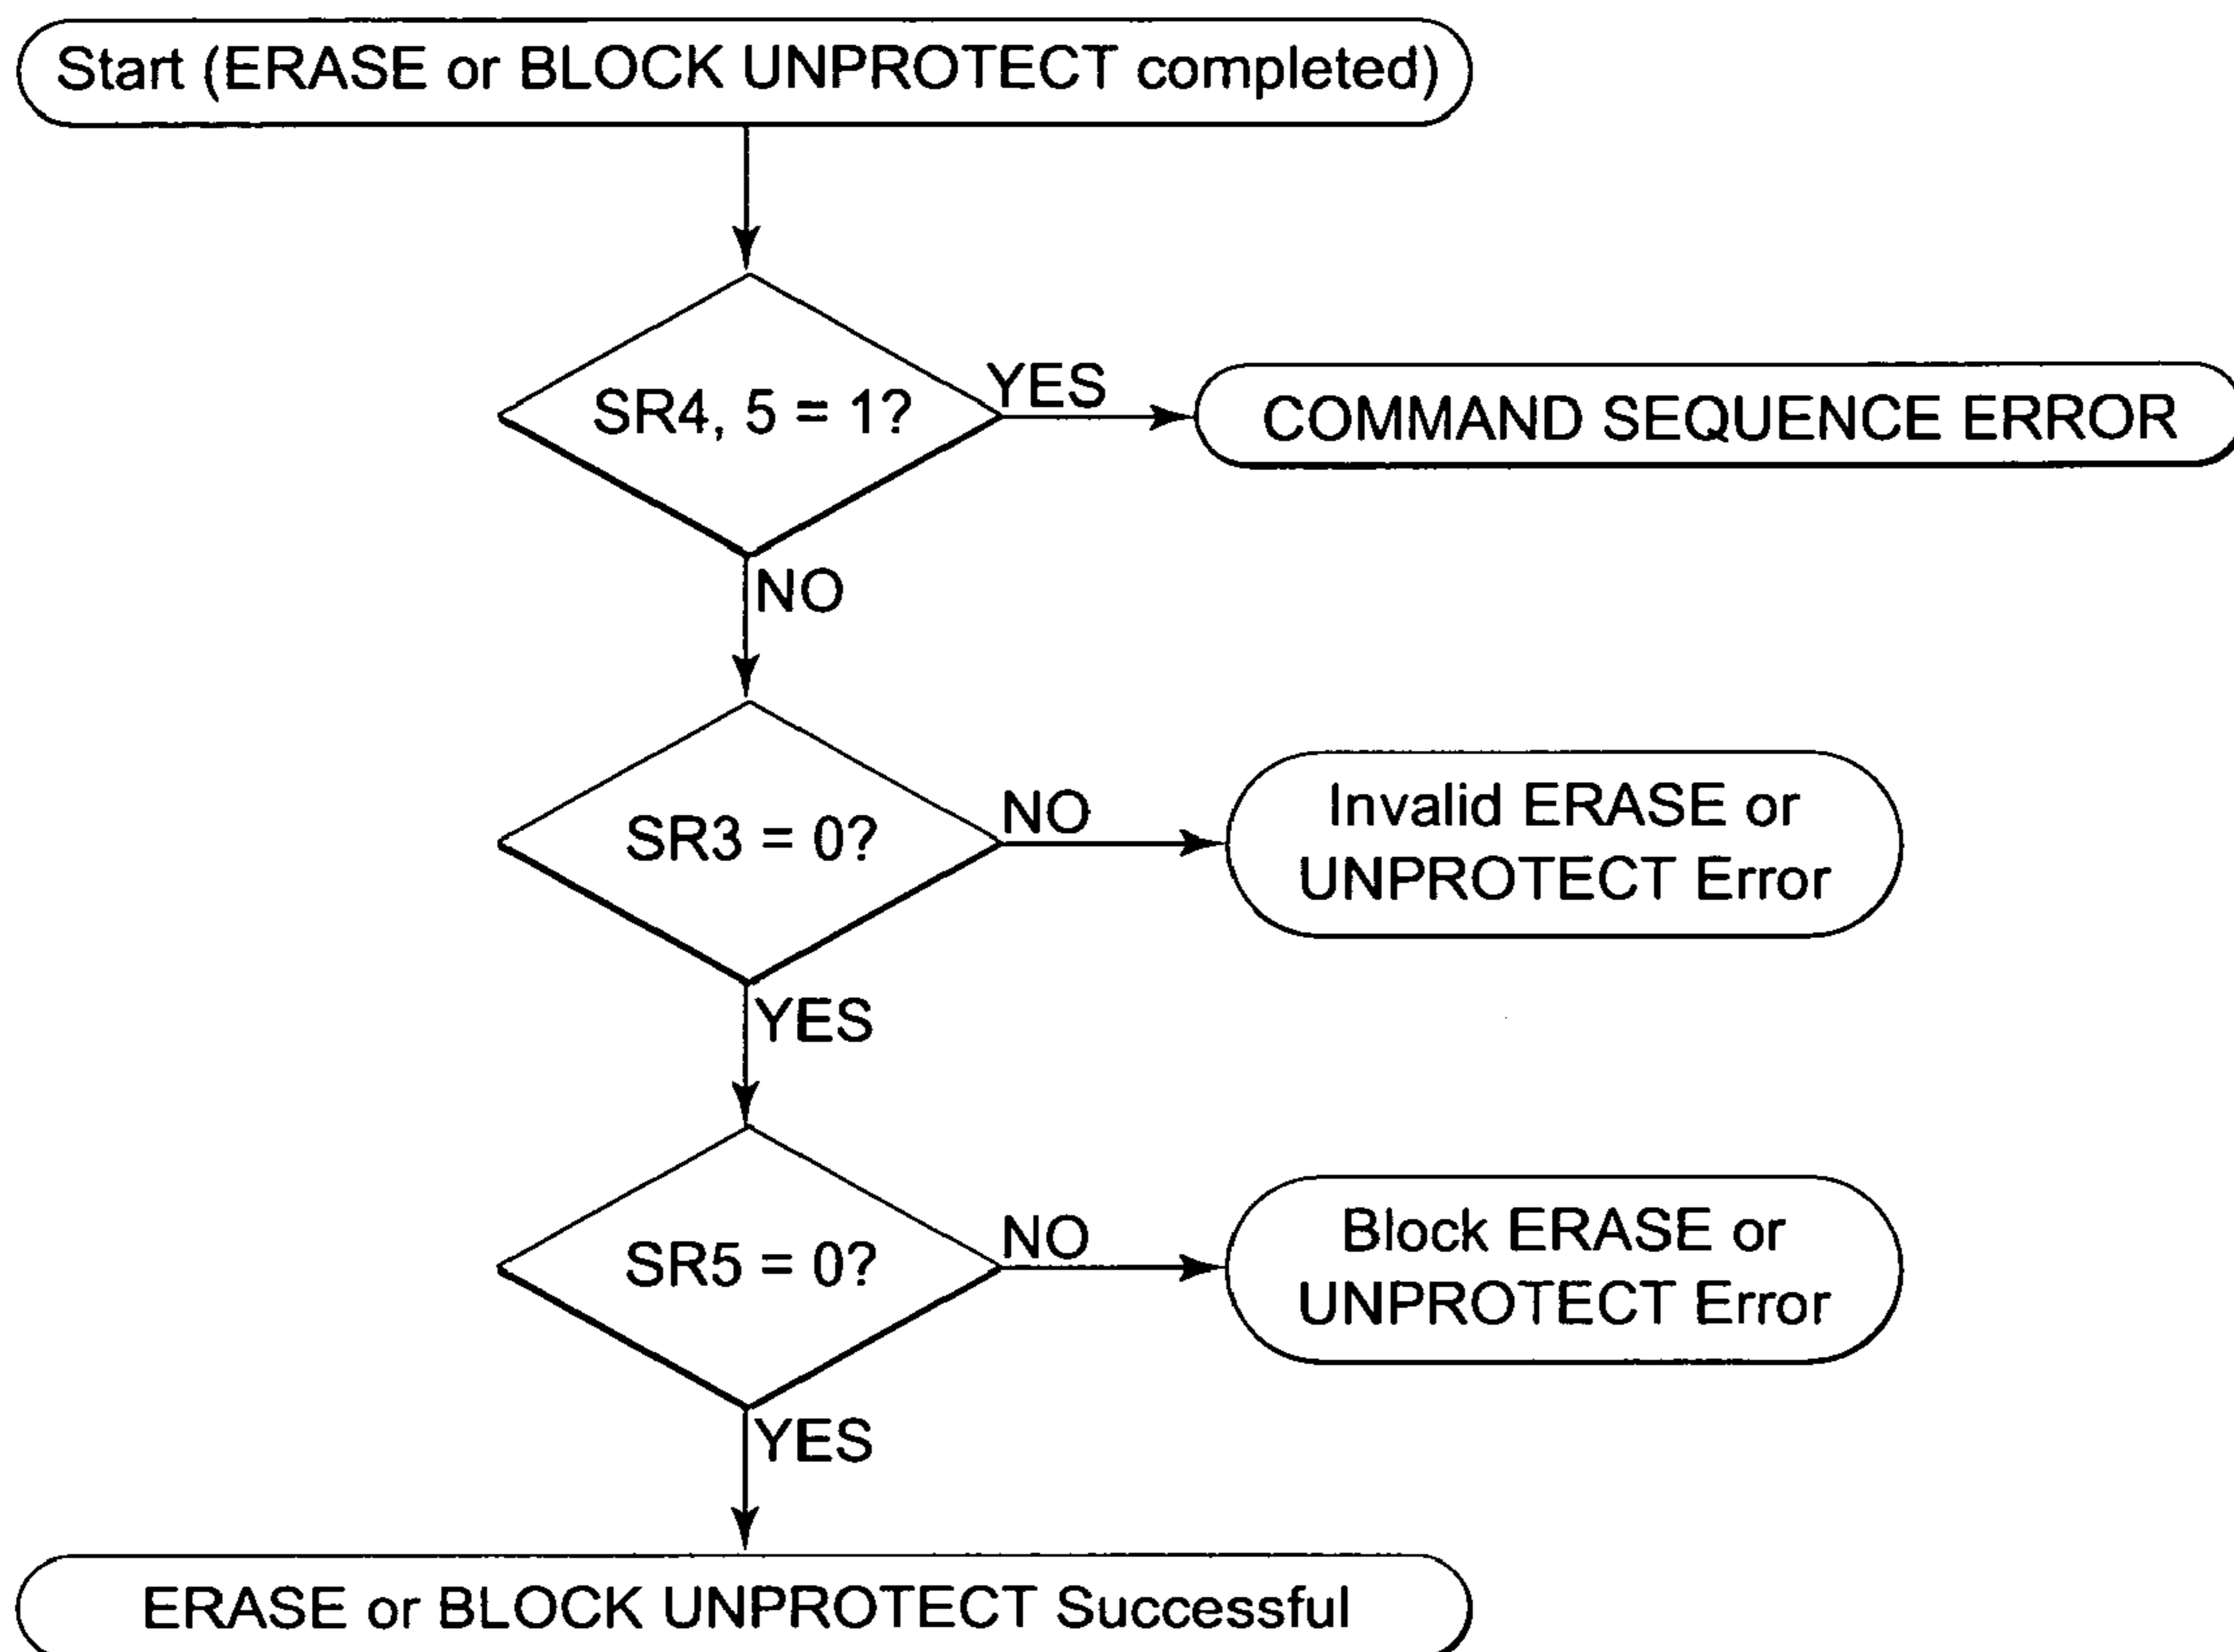 Start (ERASE or BLOCK UNPROTECT completed)
SR4, 5 = 1?
YES
COMMAND SEQUENCE ERROR
NO
SR3 = 0?
NO
Invalid ERASE or
UNPROTECT Error
YES
SR5 = 0?
NO
Block ERASE or
UNPROTECT Error
YES
ERASE or BLOCK UNPROTECT Successful